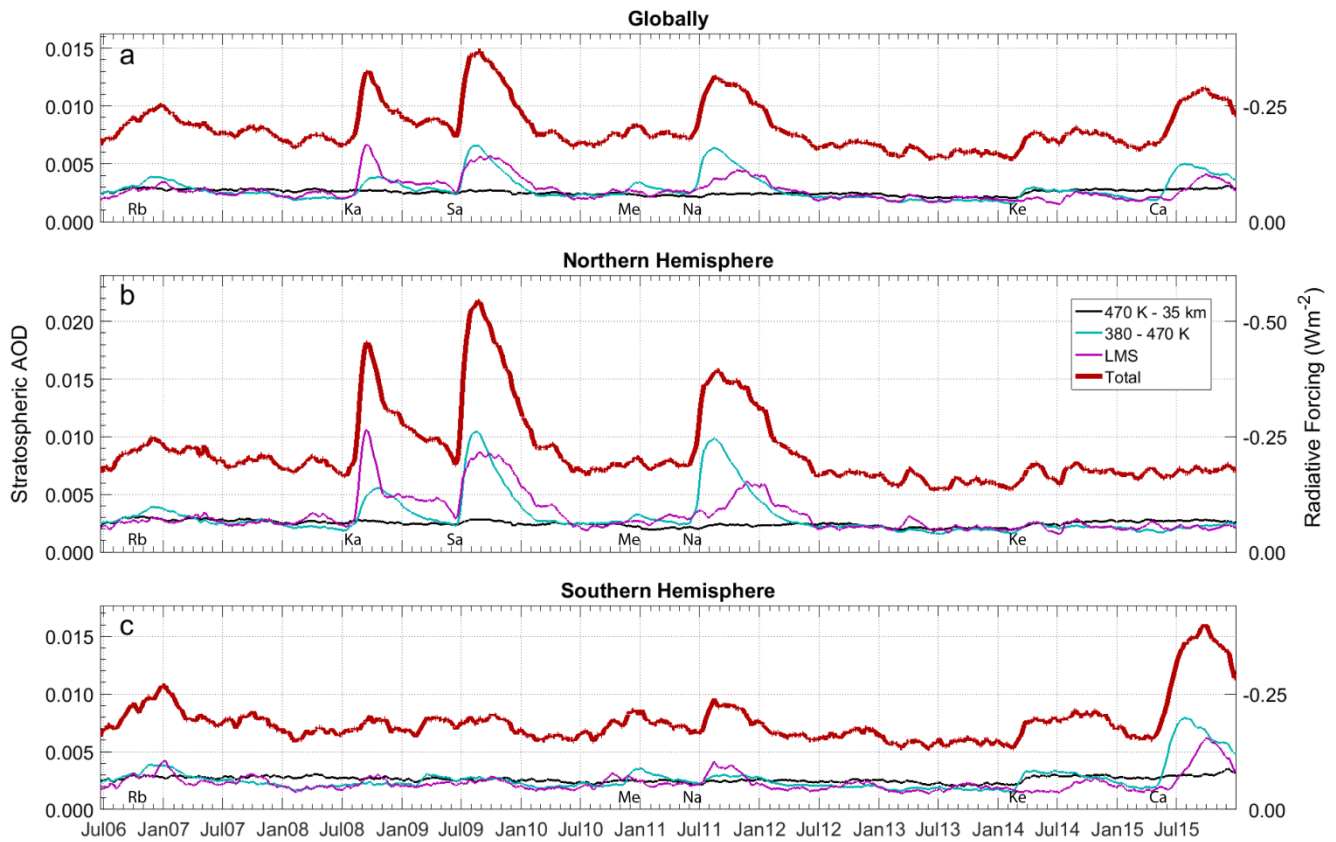 Globally
a
0.015
0.010
0.005
0.000
-0.25
0.00
Rb Ka Sa Me Na Ke Ca
Northern Hemisphere
b
0.020
0.015
0.010
0.005
0.000
-0.50
-0.25
0.00
470 K - 35 km
380 - 470 K
LMS
Total
Rb Ka Sa Me Na Ke
Stratospheric AOD
Radiative Forcing (Wm-2)
Southern Hemisphere
c
0.015
0.010
0.005
0.000
-0.25
0.00
Rb Me Na Ke Ca
Jul06 Jan07 Jul07 Jan08 Jul08 Jan09 Jul09 Jan10 Jul10 Jan11 Jul11 Jan12 Jul12 Jan13 Jul13 Jan14 Jul14 Jan15 Jul15